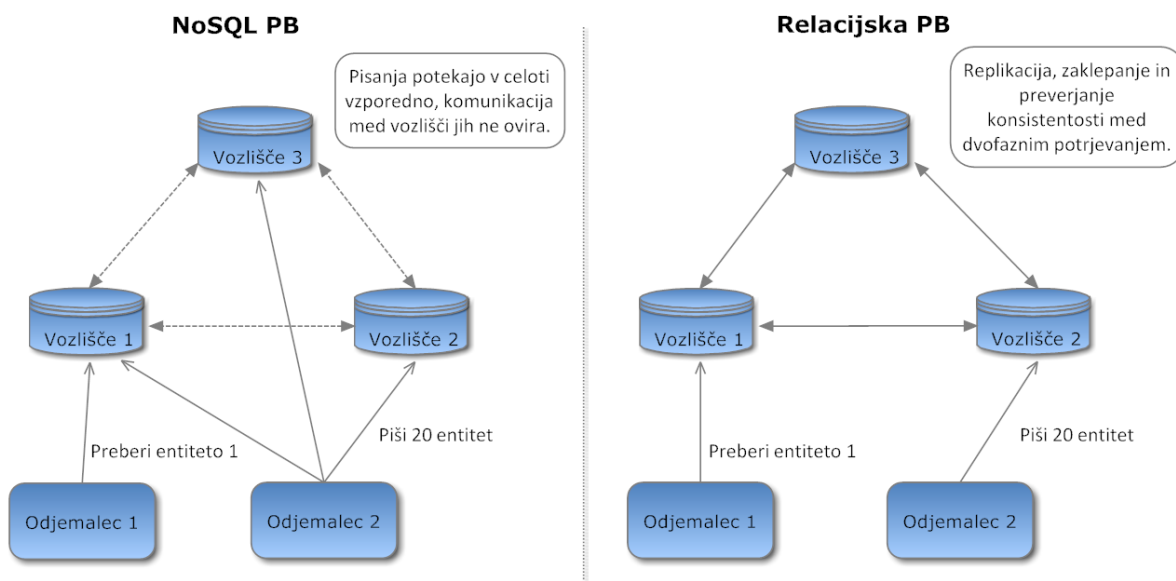 NoSQL PB
Pisanja potekajo v celoti
vzporedno, komunikacija
med vozlišči jih ne ovira.
Vozlišče 3
Vozlišče 1
Vozlišče 2
Preberi entiteto 1
Piši 20 entitet
Odjemalec 1
Odjemalec 2
Relacijska PB
Replikacija, zaklepanje in
preverjanje
konsistentosti med
dvofaznim potrjevanjem.
Vozlišče 3
Vozlišče 1
Vozlišče 2
Preberi entiteto 1
Piši 20 entitet
Odjemalec 1
Odjemalec 2